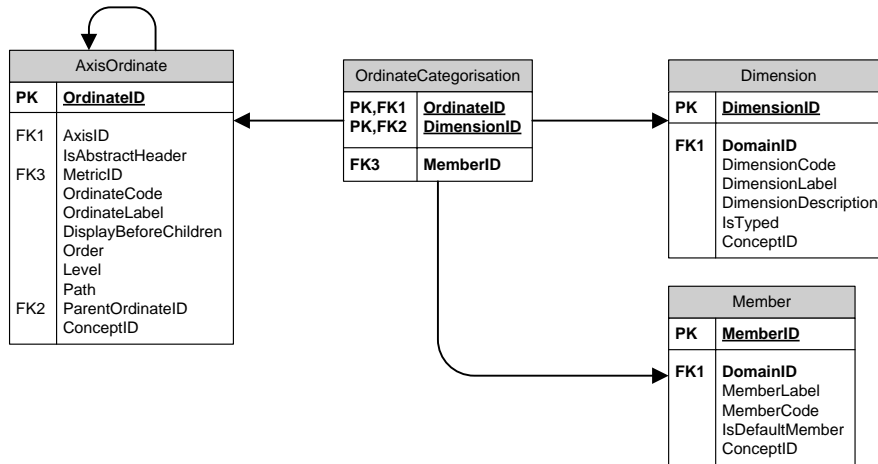 AxisOrdinate
PK OrdinateID
FK1 AxisID
IsAbstractHeader
FK3 MetricID
OrdinateCode
OrdinateLabel
DisplayBeforeChildren
Order
Level
Path
FK2 ParentOrdinateID
ConceptID
OrdinateCategorisation
PK,FK1 OrdinateID
PK,FK2 DimensionID
FK3 MemberID
Dimension
PK DimensionID
FK1 DomainID
DimensionCode
DimensionLabel
DimensionDescription
IsTyped
ConceptID
Member
PK MemberID
FK1 DomainID
MemberLabel
MemberCode
IsDefaultMember
ConceptID